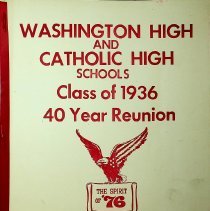 WASHINGTON HIGH
AND
CATHOLIC HIGH
SCHOOLS
Class of 1936
40 Year Reunion
THE SPIRIT
OF '76